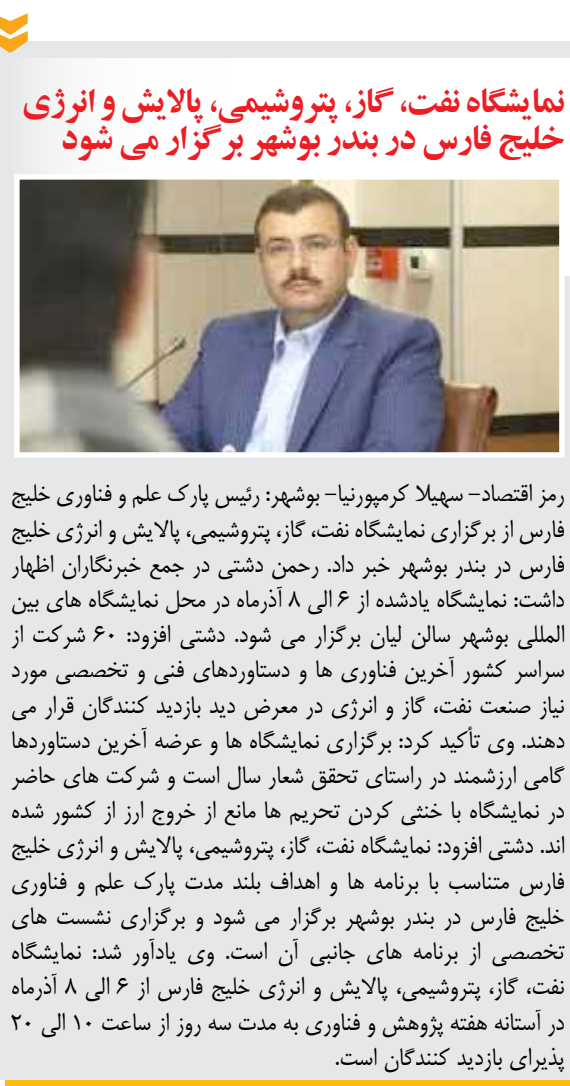 نمایشگاه نفت، گاز، پتروشیمی، پالایش و انرژی
خلیج فارس در بندر بوشهر برگزار می شود
رمز اقتصاد- سهیلا کرمپورنیا- بوشهر: رئیس پارک علم و فناوری خلیج
فارس از برگزاری نمایشگاه نفت، گاز، پتروشیمی، پالایش و انرژی خلیج
فارس در بندر بوشهر خبر داد. رحمن دشتی در جمع خبرنگاران اظهار
داشت: نمایشگاه یادشده از ۶ الی ۸ آذرماه در محل نمایشگاه های بین
المللی بوشهر سالن لیان برگزار می شود. دشتی افزود: ۶۰ شرکت از
سراسر کشور آخرین فناوری ها و دستاوردهای فنی و تخصصی مورد
نیاز صنعت نفت، گاز و انرژی در معرض دید بازدید کنندگان قرار می
دهند. وی تأکید کرد: برگزاری نمایشگاه ها و عرضه آخرین دستاوردها
گامی ارزشمند در راستای تحقق شعار سال است و شرکت های حاضر
در نمایشگاه با خنثی کردن تحریم ها مانع از خروج ارز از کشور شده
اند. دشتی افزود: نمایشگاه نفت، گاز، پتروشیمی، پالایش و انرژی خلیج
فارس متناسب با برنامه ها و اهداف بلند مدت پارک علم و فناوری
خلیج فارس در بندر بوشهر برگزار می شود و برگزاری نشست های
تخصصی از برنامه های جانبی آن است. وی یادآور شد: نمایشگاه
نفت، گاز، پتروشیمی، پالایش و انرژی خلیج فارس از ۶ الی ۸ آذرماه
در آستانه هفته پژوهش و فناوری به مدت سه روز از ساعت ۱۰ الی ۲۰
پذیرای بازدید کنندگان است.